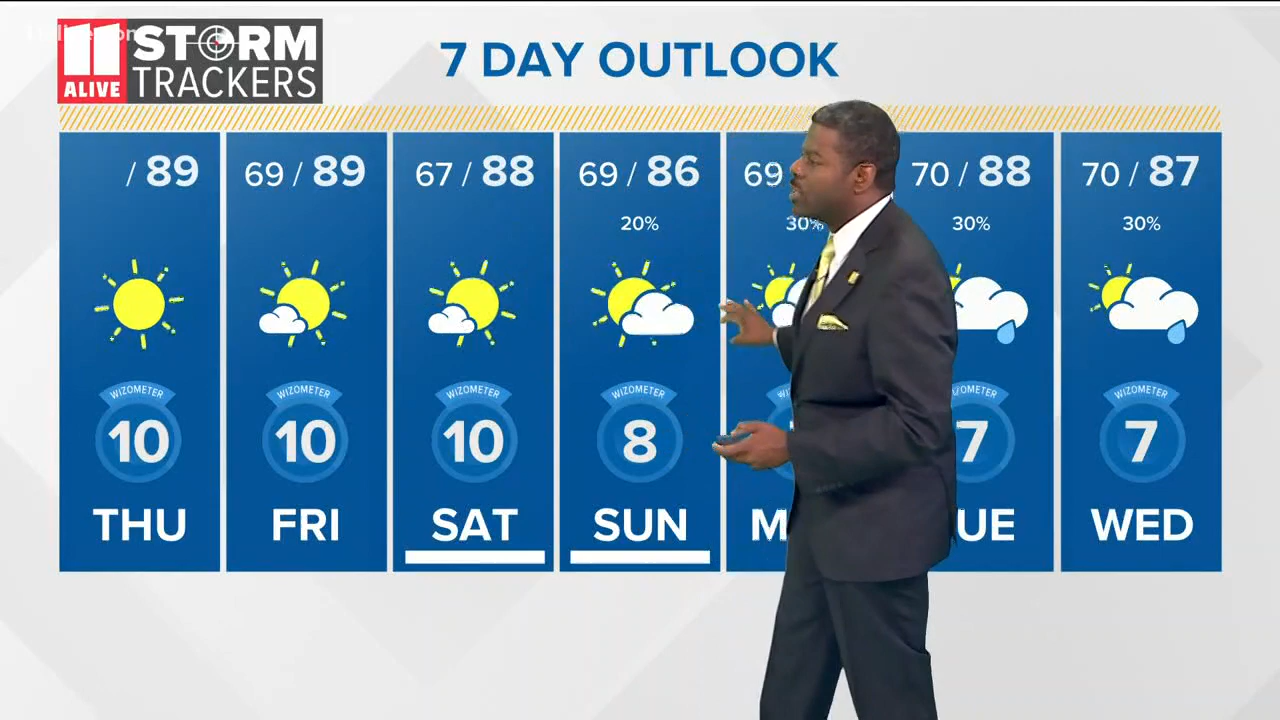 11 ALIVE STORM TRACKERS
7 DAY OUTLOOK
/ 89
69 / 89
67 / 88
69 / 86
69
70 / 88
70 / 87
20%
30%
30%
30%
WIZOMETER
WIZOMETER
WIZOMETER
WIZOMETER
WIZOMETER
10
10
10
8
7
7
THU
FRI
SAT
SUN
WED